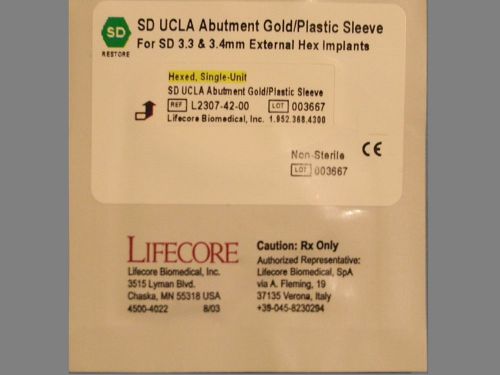 SD UCLA Abutment Gold/Plastic Sleeve
SD
For SD 3.3 & 3.4mm External Hex Implants
RESTORE
Hexed, Single-Unit
SD UCLA Abutment Gold/Plastic Sleeve
REF L2307-42-00 LOT 003667
Lifecore Biomedical, Inc. 1.952.368.4300
Non-Sterile
LOT 003667
CE
LIFECORE
Lifecore Biomedical, Inc.
3515 Lyman Blvd.
Chaska, MN 55318 USA
4500-4022 8/03
Caution: Rx Only
Authorized Representative:
Lifecore Biomedical, SpA
via A. Fleming, 19
37135 Verona, Italy
+39-045-8230294